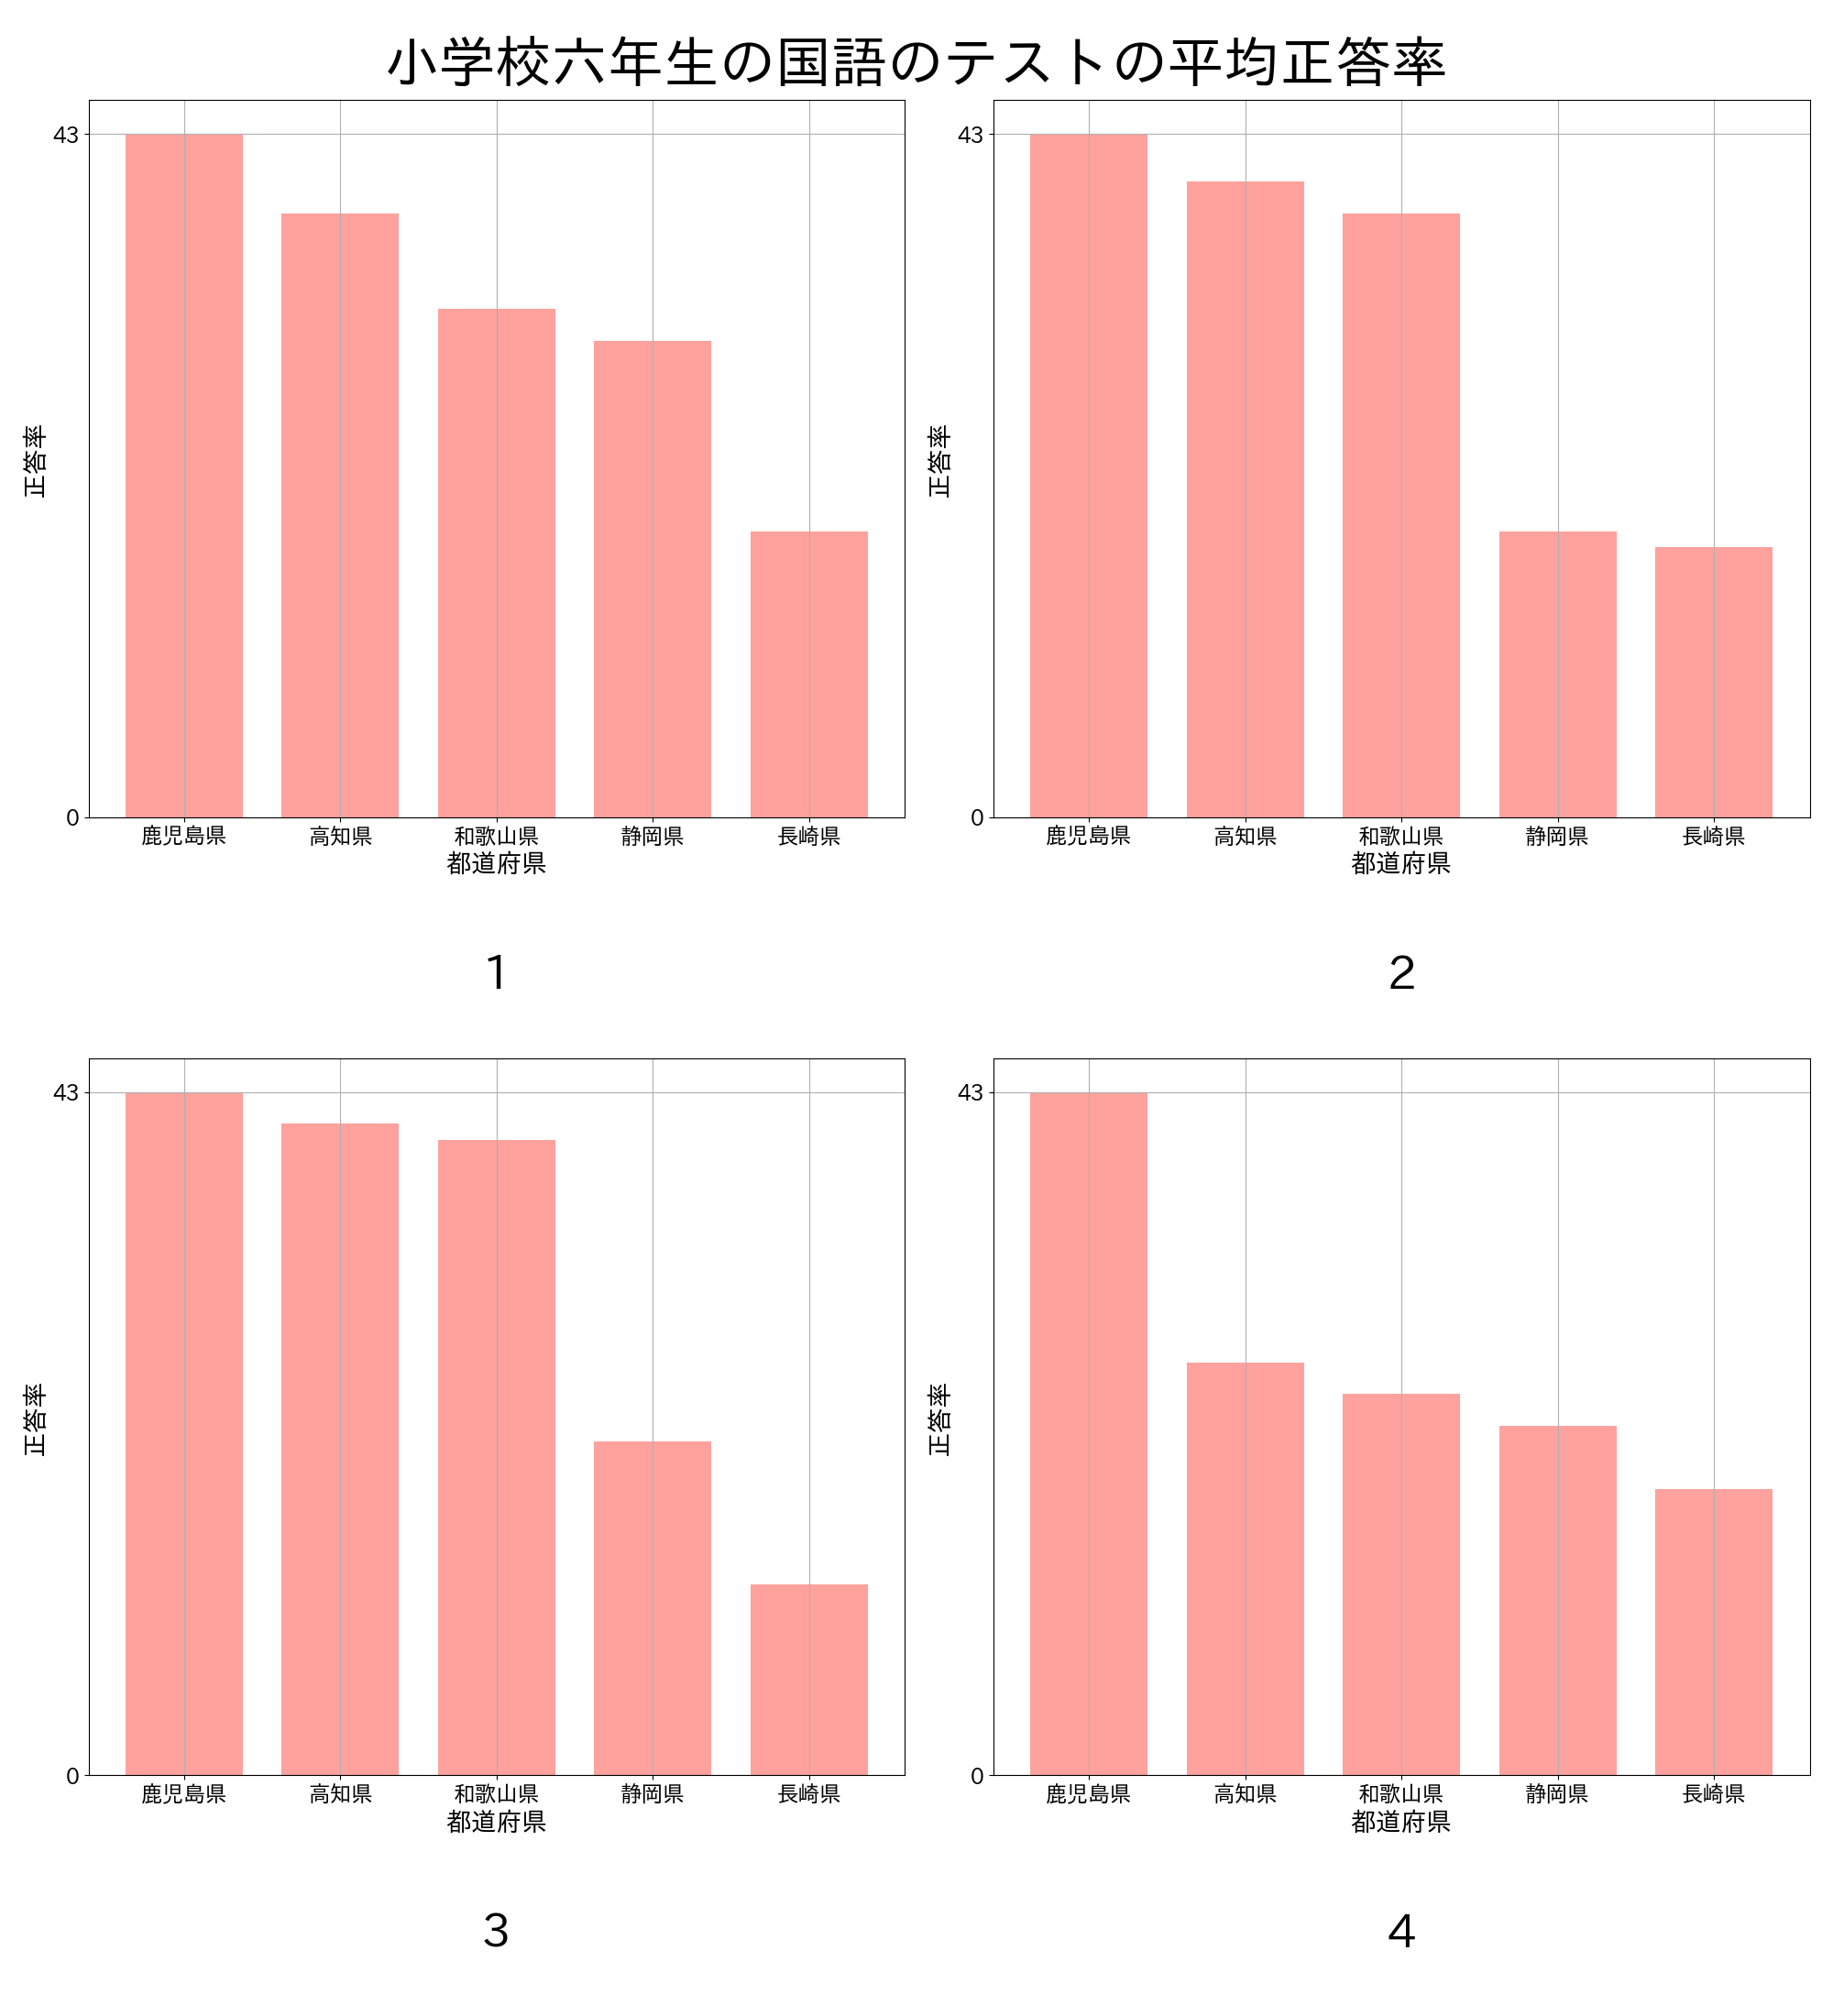 小学校六年生の国語のテストの平均正答率
43
正答率
0
鹿児島県 高知県 和歌山県 静岡県 長崎県
都道府県
1
43
正答率
0
鹿児島県 高知県 和歌山県 静岡県 長崎県
都道府県
2
43
正答率
0
鹿児島県 高知県 和歌山県 静岡県 長崎県
都道府県
3
43
正答率
0
鹿児島県 高知県 和歌山県 静岡県 長崎県
都道府県
4